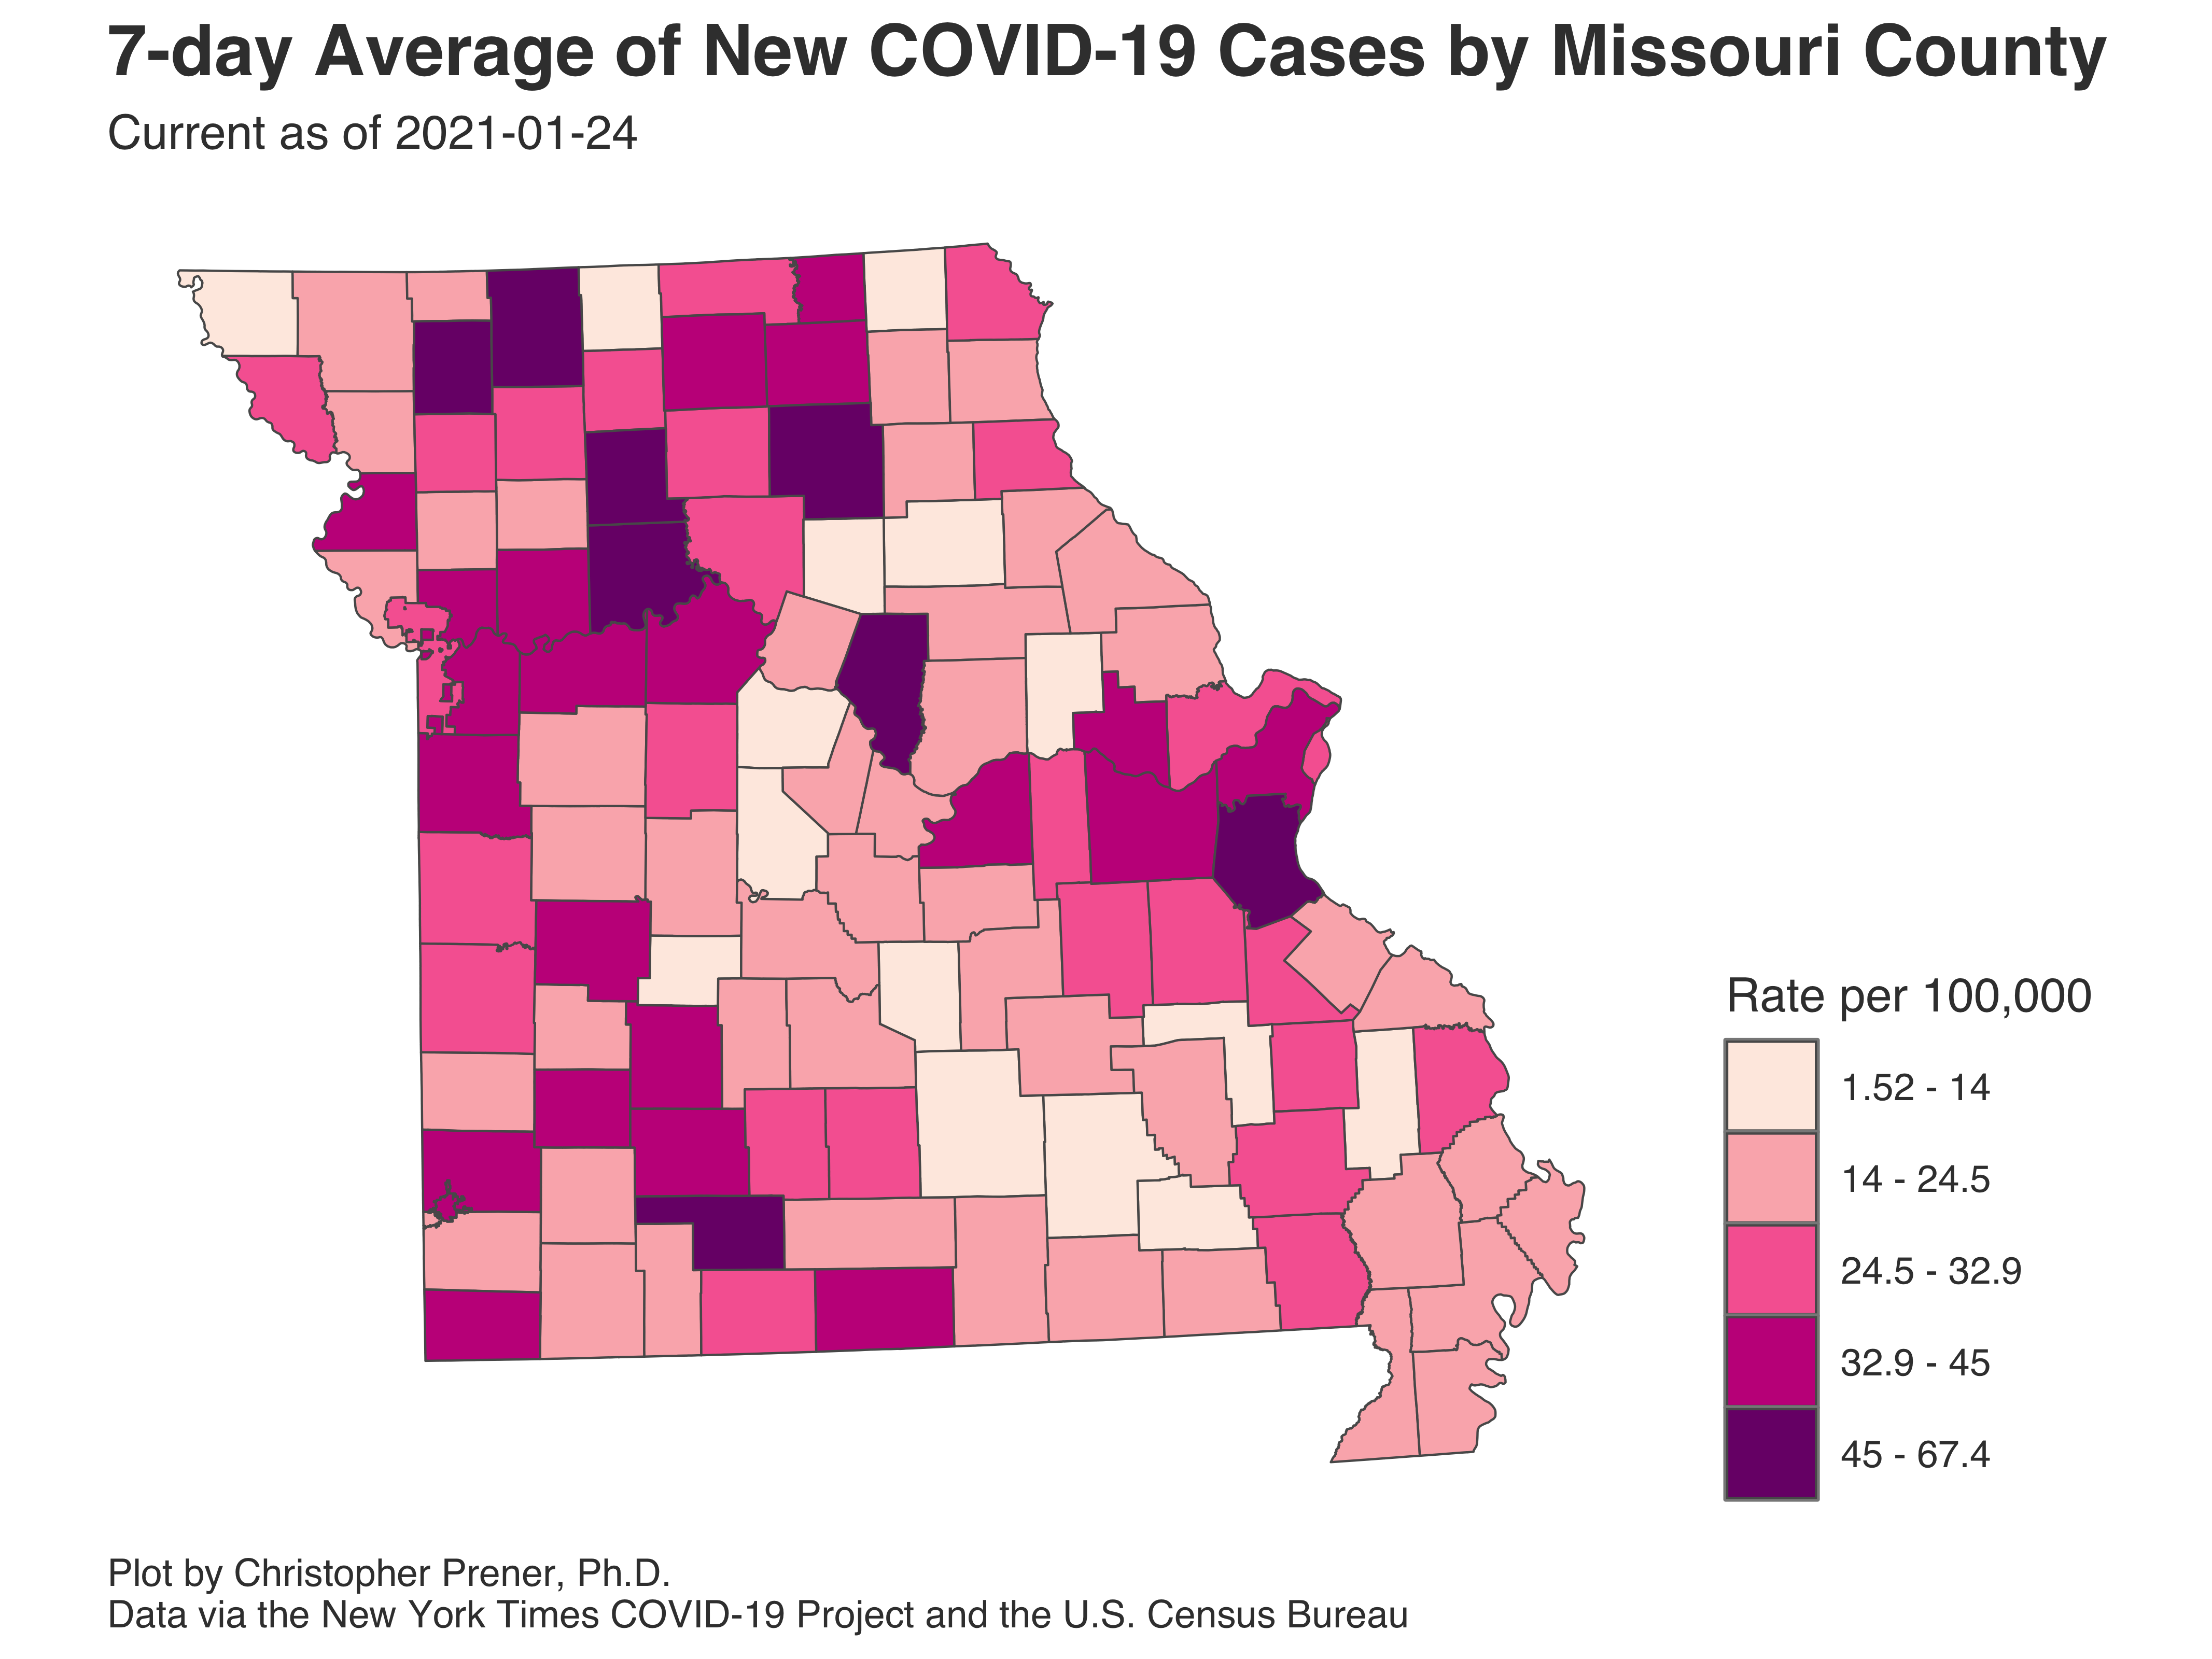 7-day Average of New COVID-19 Cases by Missouri County
Current as of 2021-01-24
Rate per 100,000
1.52 - 14
14 - 24.5
24.5 - 32.9
32.9 - 45
45 - 67.4
Plot by Christopher Prener, Ph.D.
Data via the New York Times COVID-19 Project and the U.S. Census Bureau